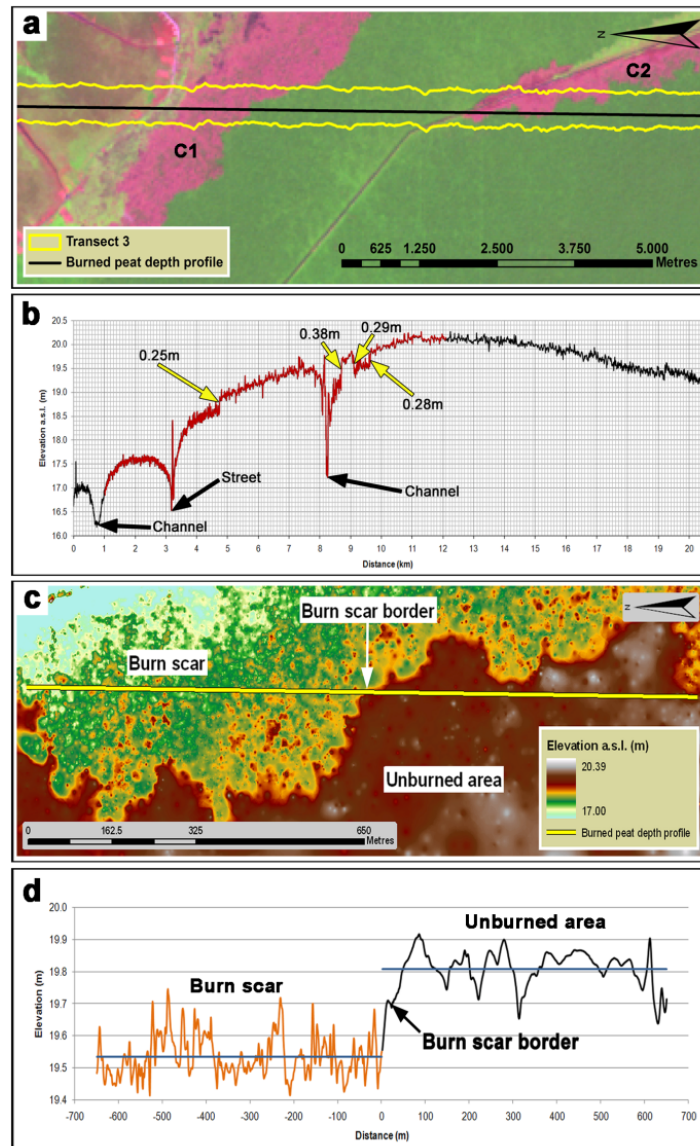 a
N
C2
C1
Transect 3
Burned peat depth profile
0 625 1.250 2.500 3.750 5.000
Metres
b
20.5
20.0
19.5
19.0
18.5
18.0
17.5
17.0
16.5
16.0
Elevation a.s.l. (m)
0.25m
0.38m
0.29m
0.28m
Street
Channel
Channel
0 1 2 3 4 5 6 7 8 9 10 11 12 13 14 15 16 17 18 19 20
Distance (km)
c
N
Burn scar border
Burn scar
Unburned area
Elevation a.s.l. (m)
20.39
17.00
Burned peat depth profile
0 162.5 325 650
Metres
d
20.0
19.9
19.8
19.7
19.6
19.5
19.4
Elevation (m)
Unburned area
Burn scar
Burn scar border
-700 -600 -500 -400 -300 -200 -100 0 100 200 300 400 500 600 700
Distance (m)